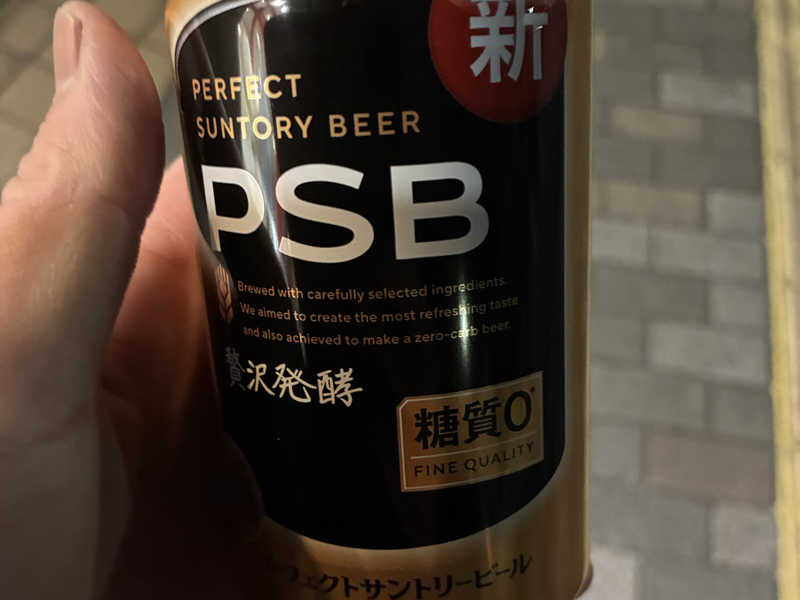 新
PERFECT
SUNTORY BEER
PSB
Brewed with carefully selected ingredients.
We aimed to create the most refreshing taste
and also achieved to make a zero-carb beer.
贅沢発酵
糖質0*
FINE QUALITY
フェクトサントリービール